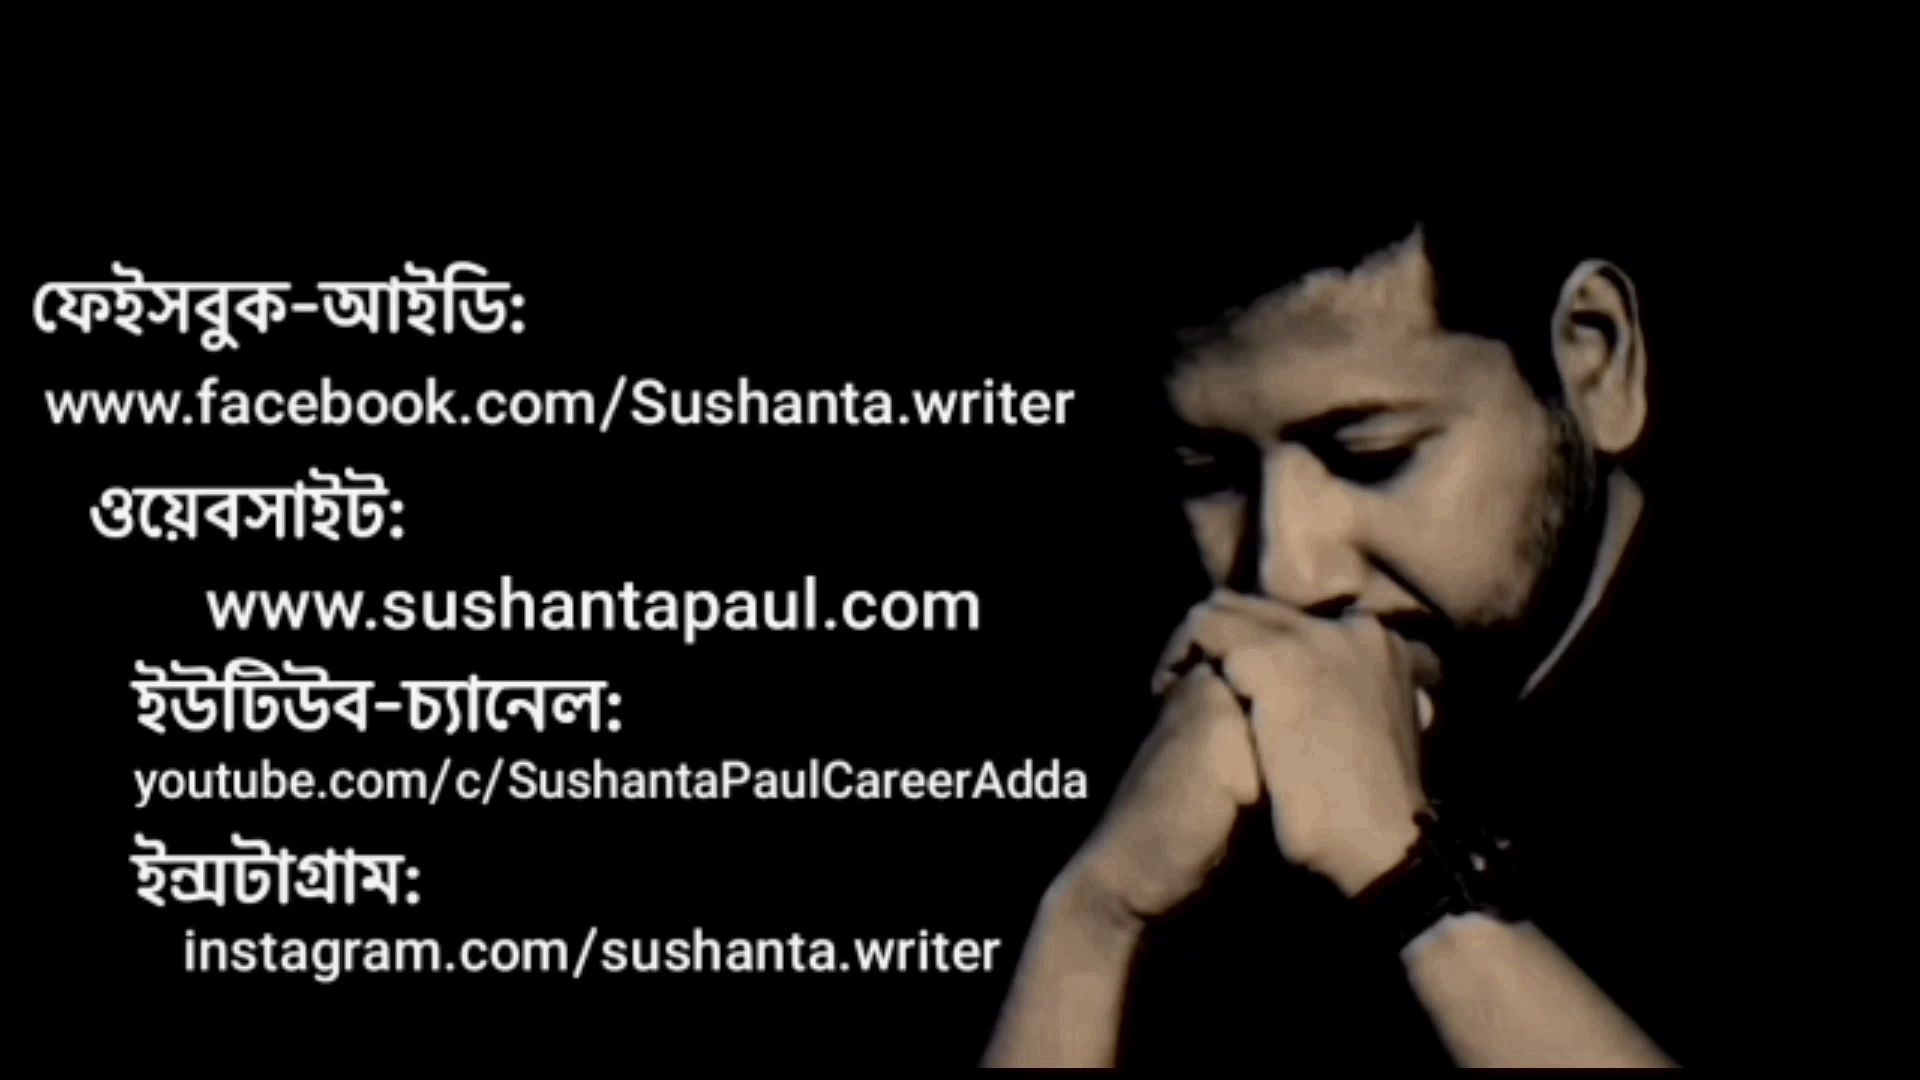 ফেইসবুক-আইডি:
www.facebook.com/Sushanta.writer
ওয়েবসাইট:
www.sushantapaul.com
ইউটিউব-চ্যানেল:
youtube.com/c/SushantaPaulCareerAdda
ইন্সটাগ্রাম:
instagram.com/sushanta.writer